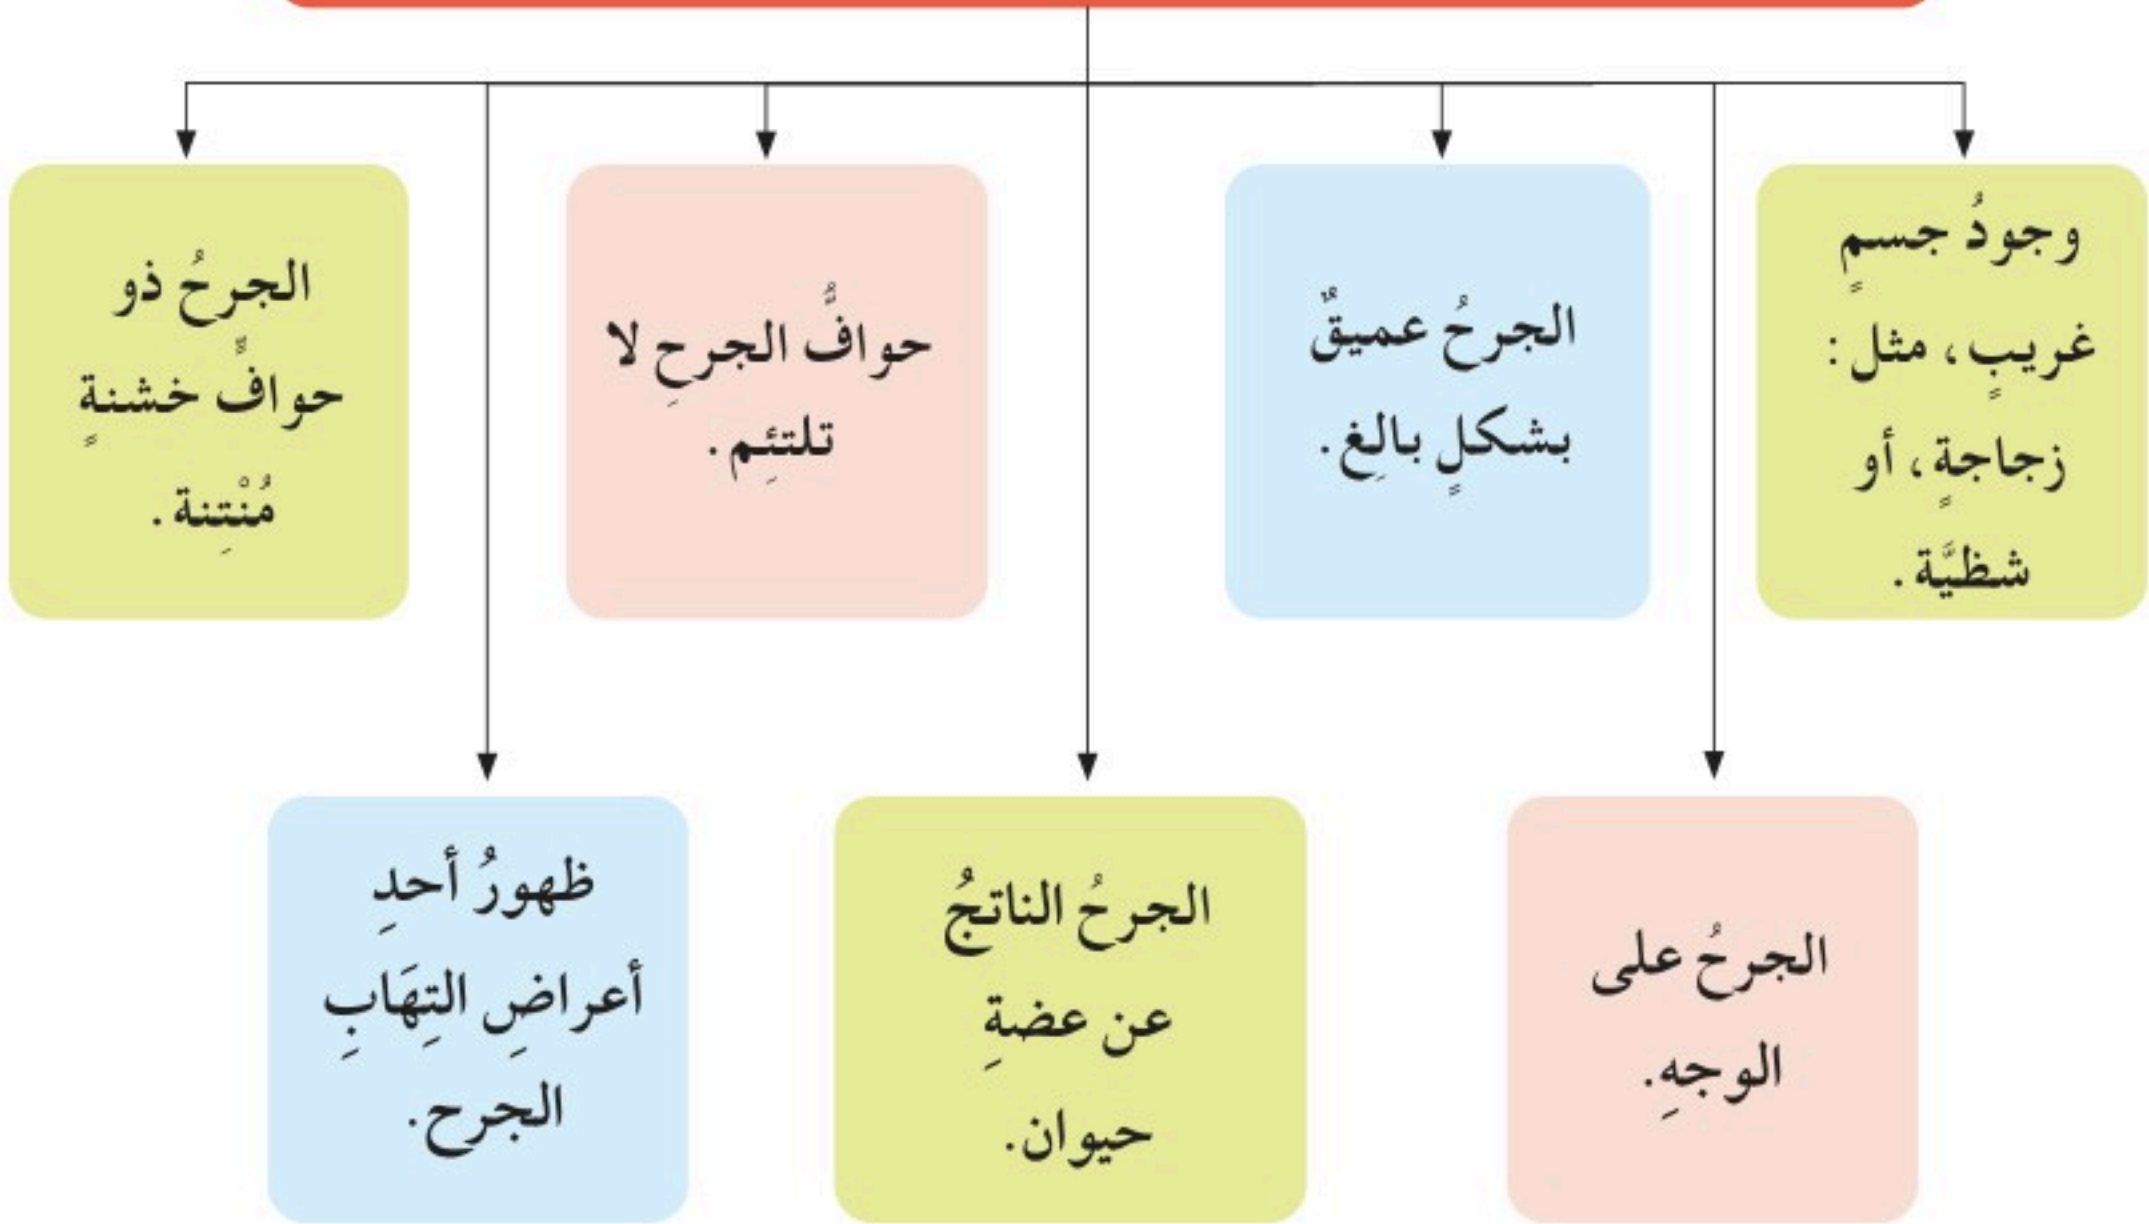 وجودُ جسمٍ
غريبٍ، مثل:
زجاجةٍ، أو
شظيَّة.
الجرحُ عميقٌ
بشكلٍ بالِغ.
حوافُّ الجرحِ لا
تلتئِم.
الجرحُ ذو
حوافٍّ خشنةٍ
مُنْتِنة.
الجرحُ على
الوجهِ.
الجرحُ الناتجُ
عن عضةِ
حيوان.
ظهورُ أحدِ
أعراضِ التِهَابِ
الجرح.